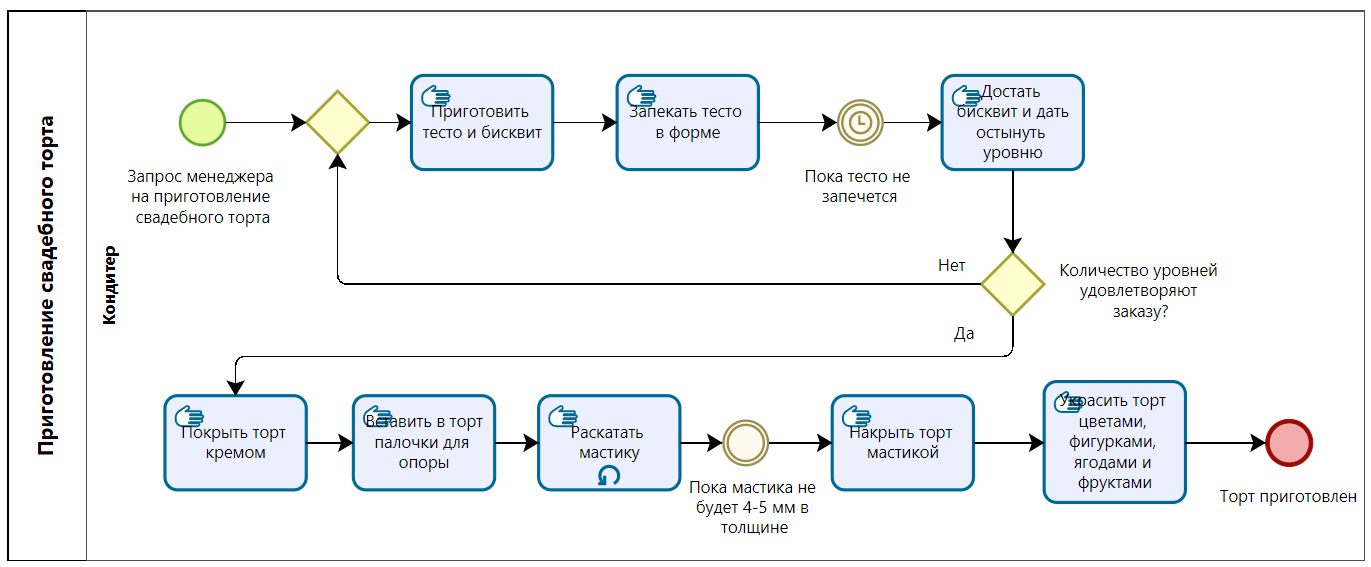 Приготовление свадебного торта
Кондитер
Запрос менеджера
на приготовление
свадебного торта
Приготовить
тесто и бисквит
Запекать тесто
в форме
Пока тесто не
запечется
Достать
бисквит и дать
остынуть
уровню
Количество уровней
удовлетворяют
заказу?
Нет
Да
Покрыть торт
кремом
Вставить в торт
палочки для
опоры
Раскатать
мастику
Пока мастика не
будет 4-5 мм в
толщине
Накрыть торт
мастикой
Украсить торт
цветами,
фигурками,
ягодами и
фруктами
Торт приготовлен